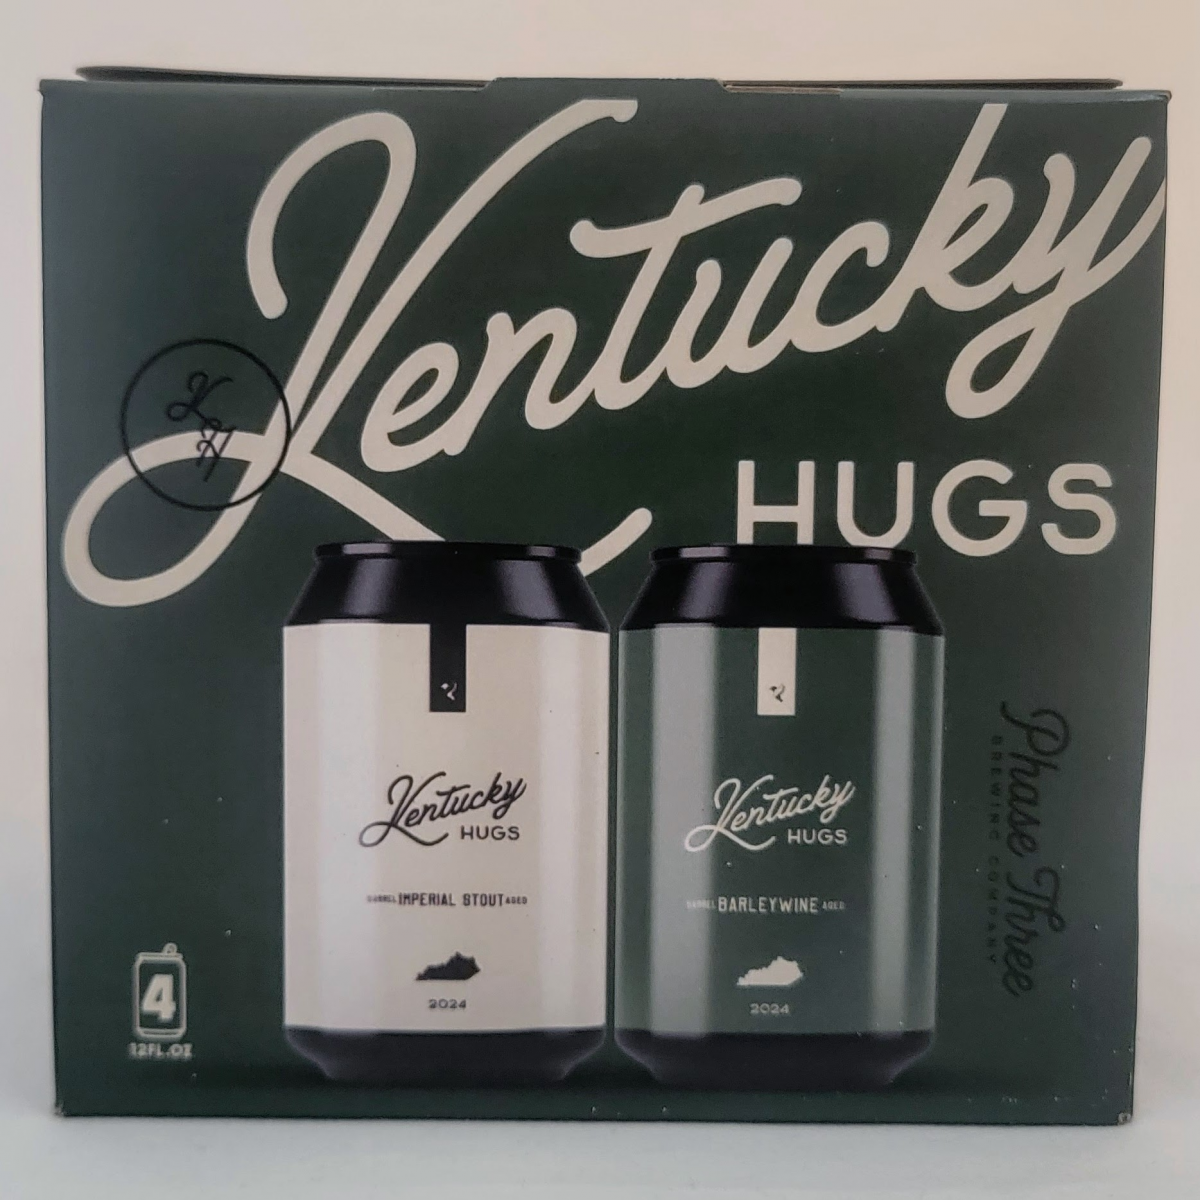 Kentucky
HUGS
KH
Kentucky
HUGS
BARREL IMPERIAL STOUT AGED
2024
Kentucky
HUGS
BARREL BARLEYWINE AGED
2024
Phase Three
BREWING COMPANY
4
12FL.OZ